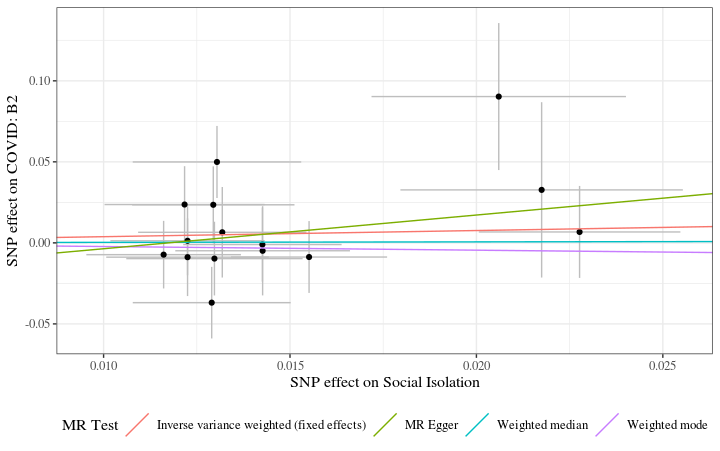 SNP effect on COVID: B2
0.10
0.05
0.00
-0.05
0.010
0.015
0.020
0.025
SNP effect on Social Isolation
MR Test
Inverse variance weighted (fixed effects)
MR Egger
Weighted median
Weighted mode